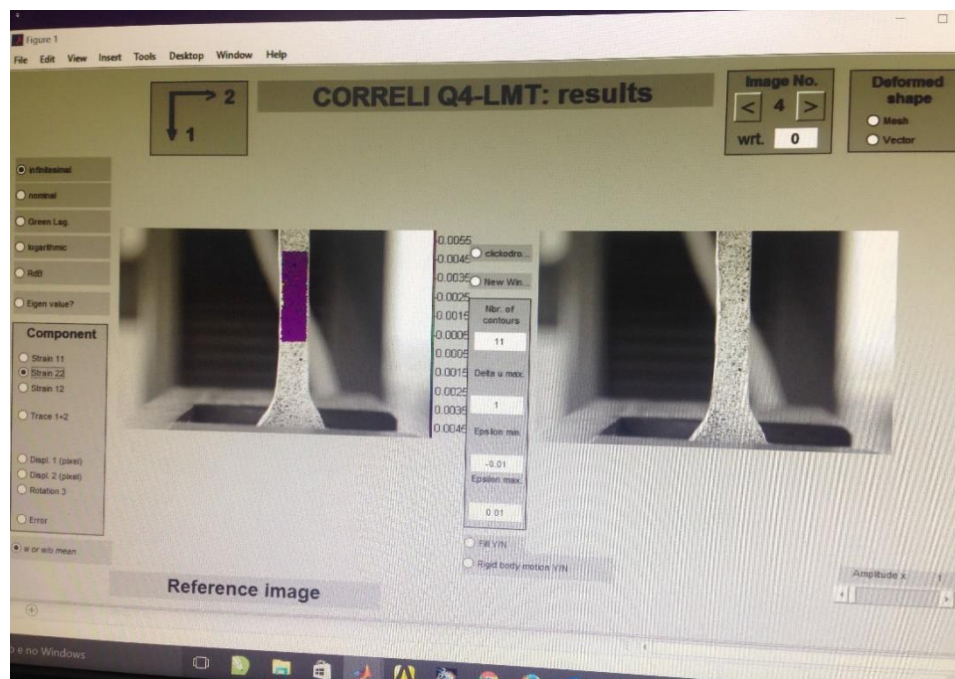 Figure 1
File Edit View Insert Tools Desktop Window Help
2
1
CORRELI Q4-LMT: results
Image No.
< 4 >
wrt. 0
Deformed
shape
Mesh
Vector
infinitesimal
nominal
Green Lag.
logarithmic
RdB
Eigen value?
Component
Strain 11
Strain 22
Strain 12
Trace 1+2
Displ. 1 (pixel)
Displ. 2 (pixel)
Rotation 3
Error
w or w/o mean
-0.0055
-0.0045
-0.0035
-0.0025
-0.0015
-0.0005
0.0005
0.0015
0.0025
0.0035
0.0045
clickodro...
New Win...
Nbr. of
contours
11
Delta u max.
1
Epsilon min.
-0.01
Epsilon max.
0.01
Fill Y/N
Rigid body motion Y/N
Reference image
Amplitude x 1
e no Windows